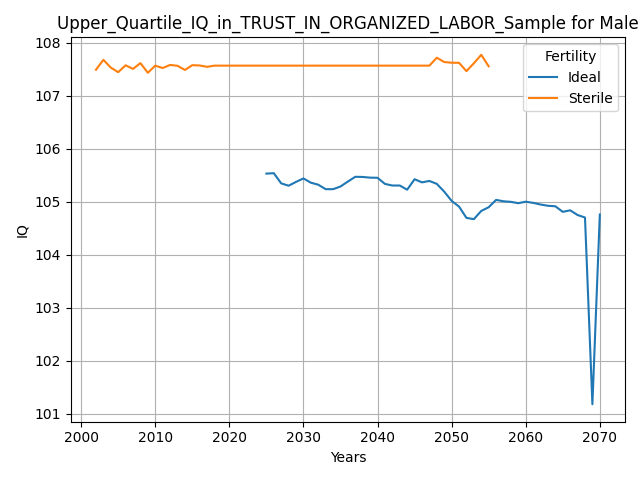 Upper_Quartile_IQ_in_TRUST_IN_ORGANIZED_LABOR_Sample for Male
108
107
106
105
104
103
102
101
IQ
Fertility
Ideal
Sterile
2000 2010 2020 2030 2040 2050 2060 2070
Years